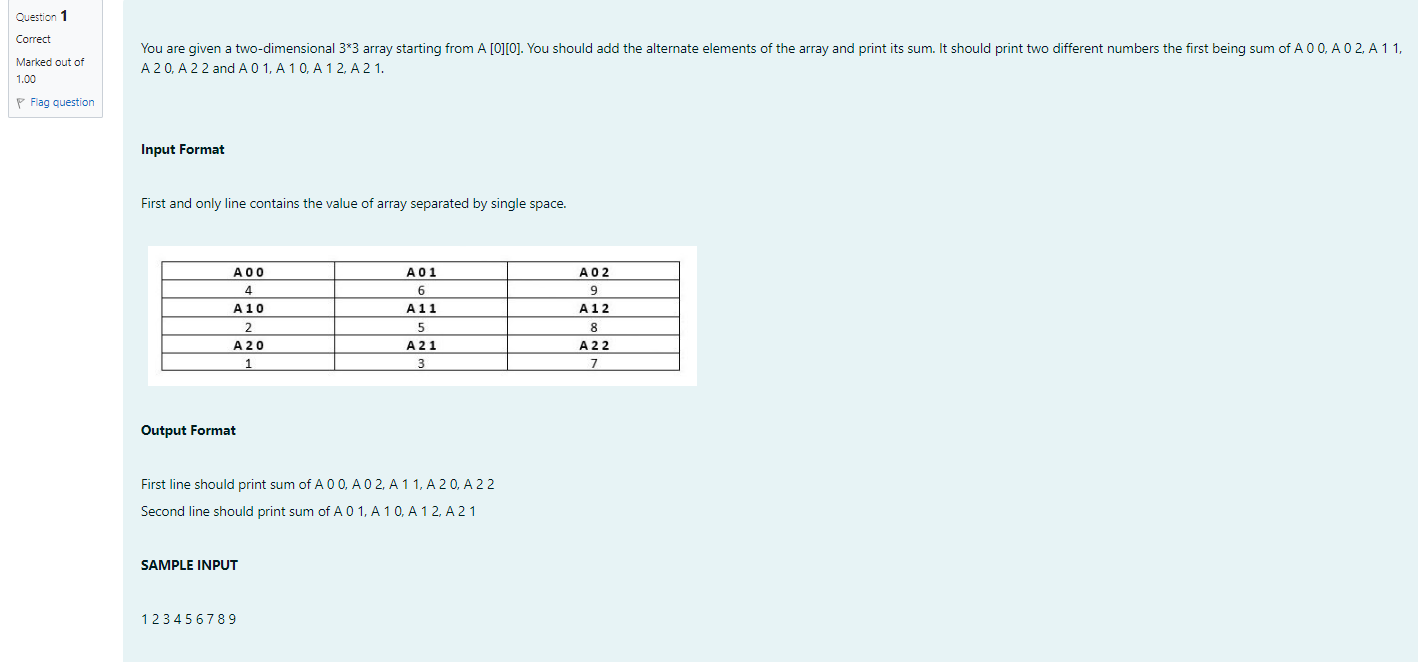 Question 1
Correct
Marked out of
1.00
Flag question
You are given a two-dimensional 3*3 array starting from A [0][0]. You should add the alternate elements of the array and print its sum. It should print two different numbers the first being sum of A 0 0, A 0 2, A 1 1,
A 2 0, A 2 2 and A 0 1, A 1 0, A 1 2, A 2 1.
Input Format
First and only line contains the value of array separated by single space.
A 0 0 A 0 1 A 0 2
4 6 9
A 1 0 A 1 1 A 1 2
2 5 8
A 2 0 A 2 1 A 2 2
1 3 7
Output Format
First line should print sum of A 0 0, A 0 2, A 1 1, A 2 0, A 2 2
Second line should print sum of A 0 1, A 1 0, A 1 2, A 2 1
SAMPLE INPUT
1 2 3 4 5 6 7 8 9